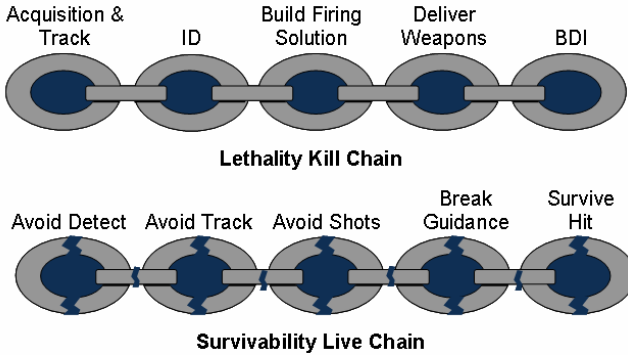 Acquisition &
Track
ID
Build Firing
Solution
Deliver
Weapons
BDI
Lethality Kill Chain
Avoid Detect
Avoid Track
Avoid Shots
Break
Guidance
Survive
Hit
Survivability Live Chain